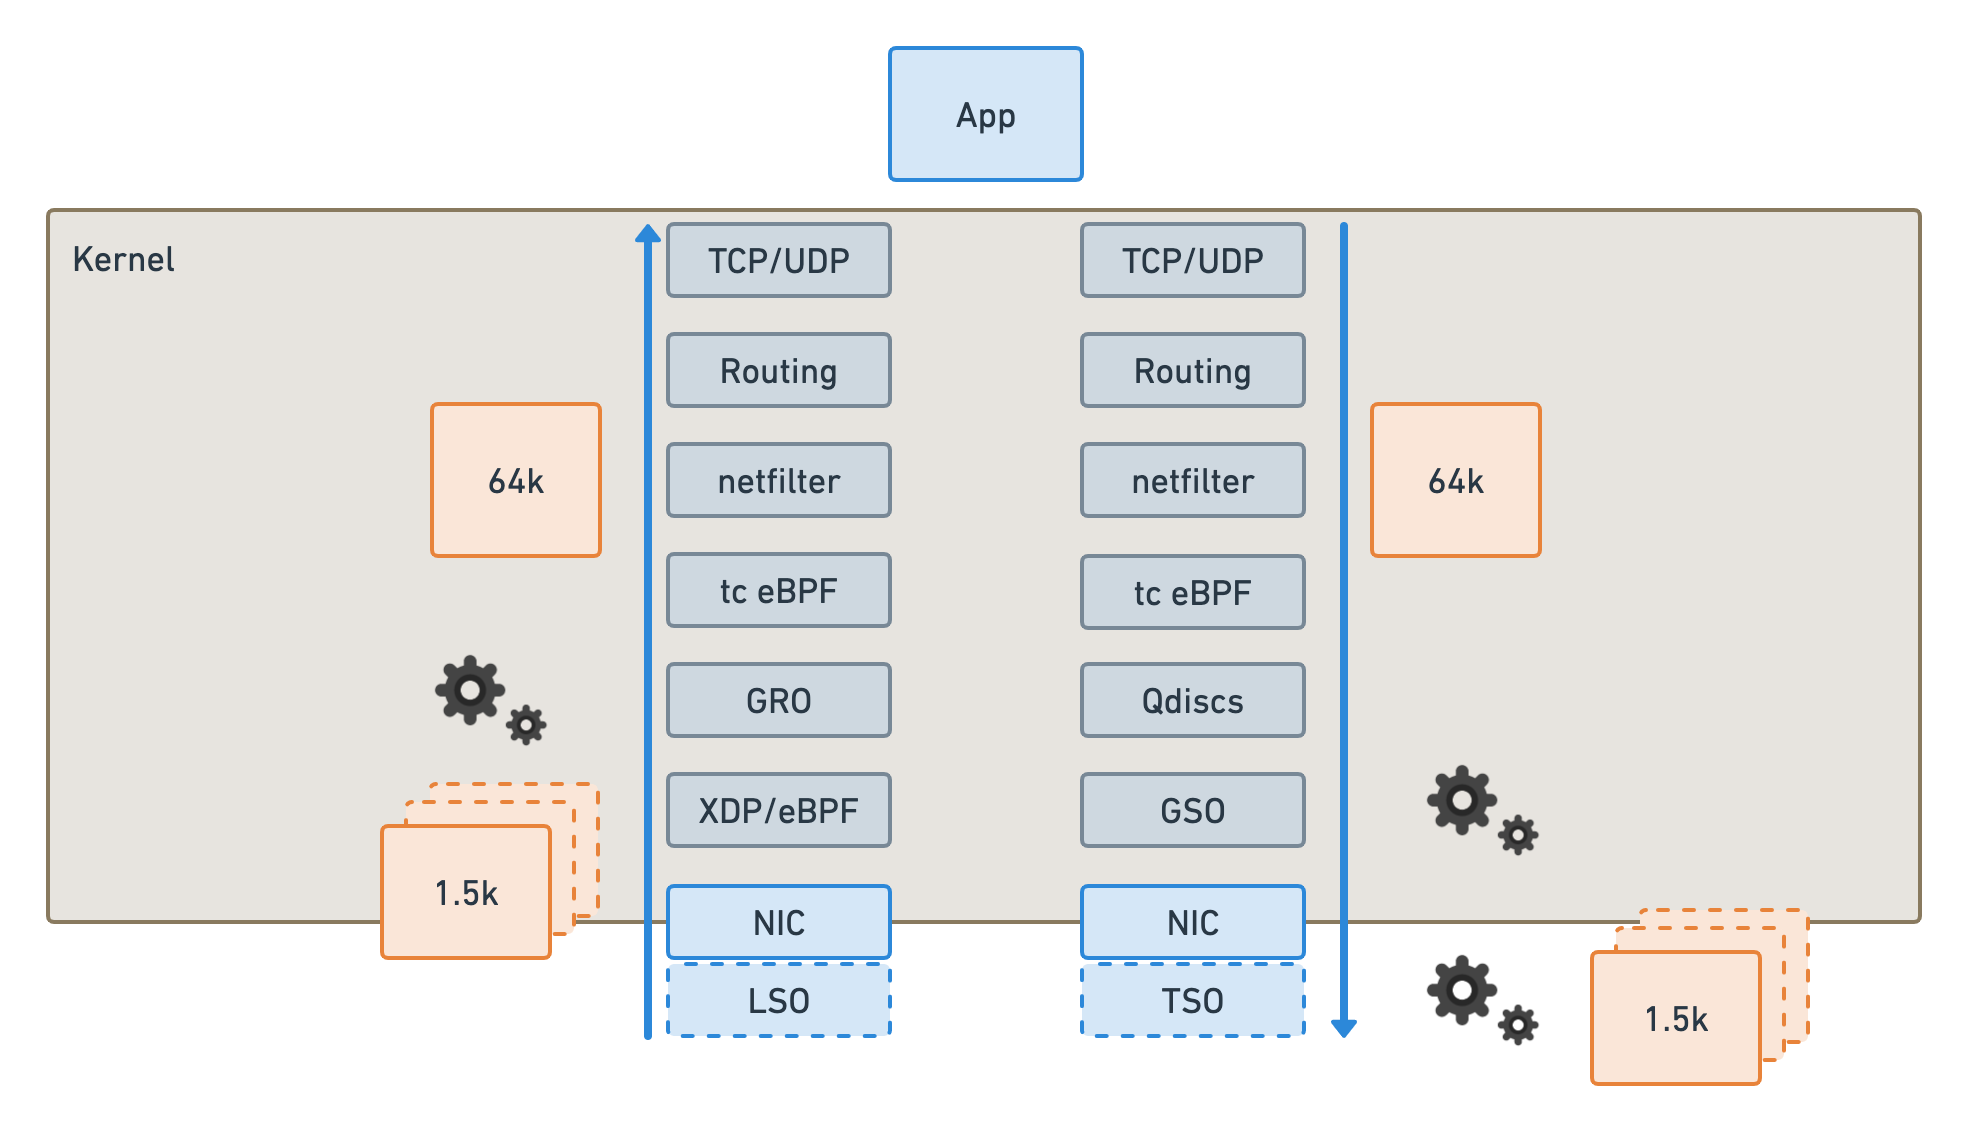 App
Kernel
TCP/UDP
TCP/UDP
Routing
Routing
64k
netfilter
netfilter
64k
tc eBPF
tc eBPF
GRO
Qdiscs
XDP/eBPF
GSO
1.5k
NIC
NIC
LSO
TSO
1.5k